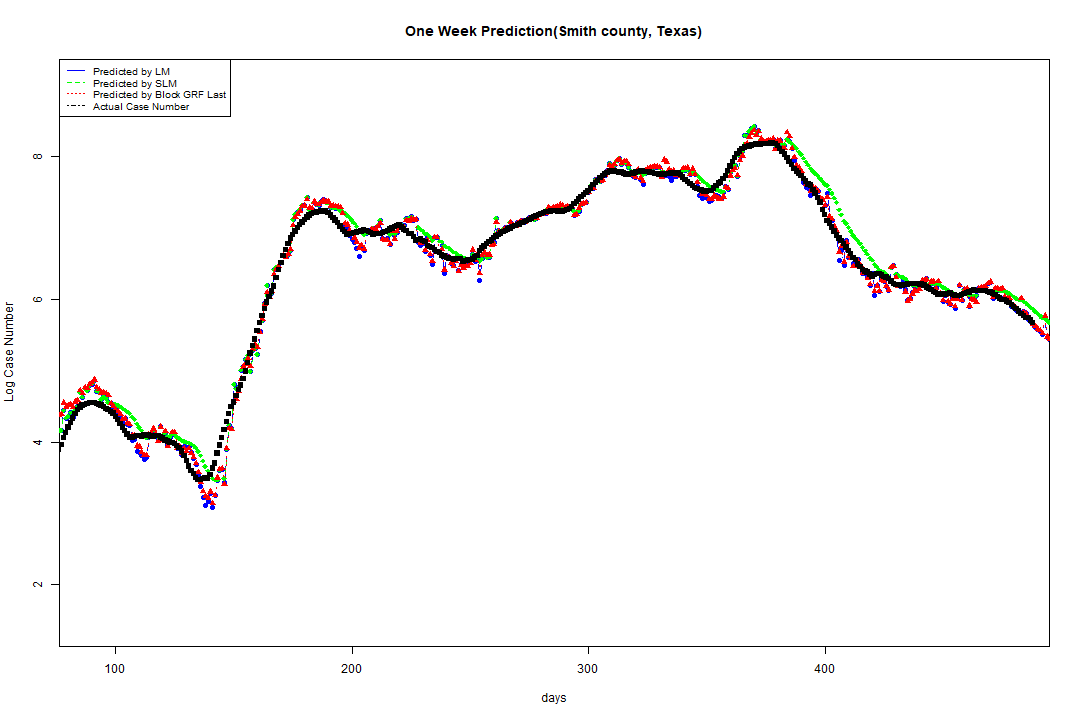 One Week Prediction(Smith county, Texas)
Predicted by LM
Predicted by SLM
Predicted by Block GRF Last
Actual Case Number
8
6
4
2
Log Case Number
100 200 300 400
days